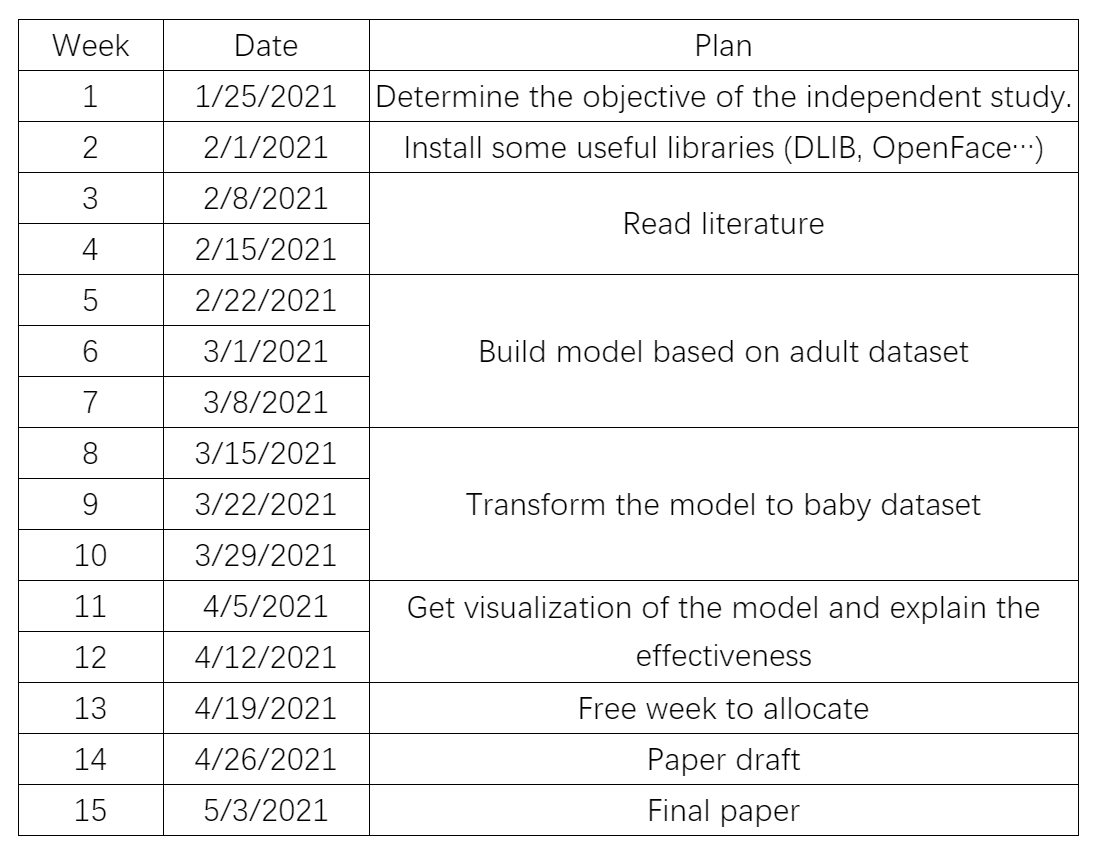 Week Date Plan
1 1/25/2021 Determine the objective of the independent study.
2 2/1/2021 Install some useful libraries (DLIB, OpenFace…)
3 2/8/2021
Read literature
4 2/15/2021
5 2/22/2021
6 3/1/2021 Build model based on adult dataset
7 3/8/2021
8 3/15/2021
9 3/22/2021 Transform the model to baby dataset
10 3/29/2021
11 4/5/2021 Get visualization of the model and explain the
12 4/12/2021 effectiveness
13 4/19/2021 Free week to allocate
14 4/26/2021 Paper draft
15 5/3/2021 Final paper